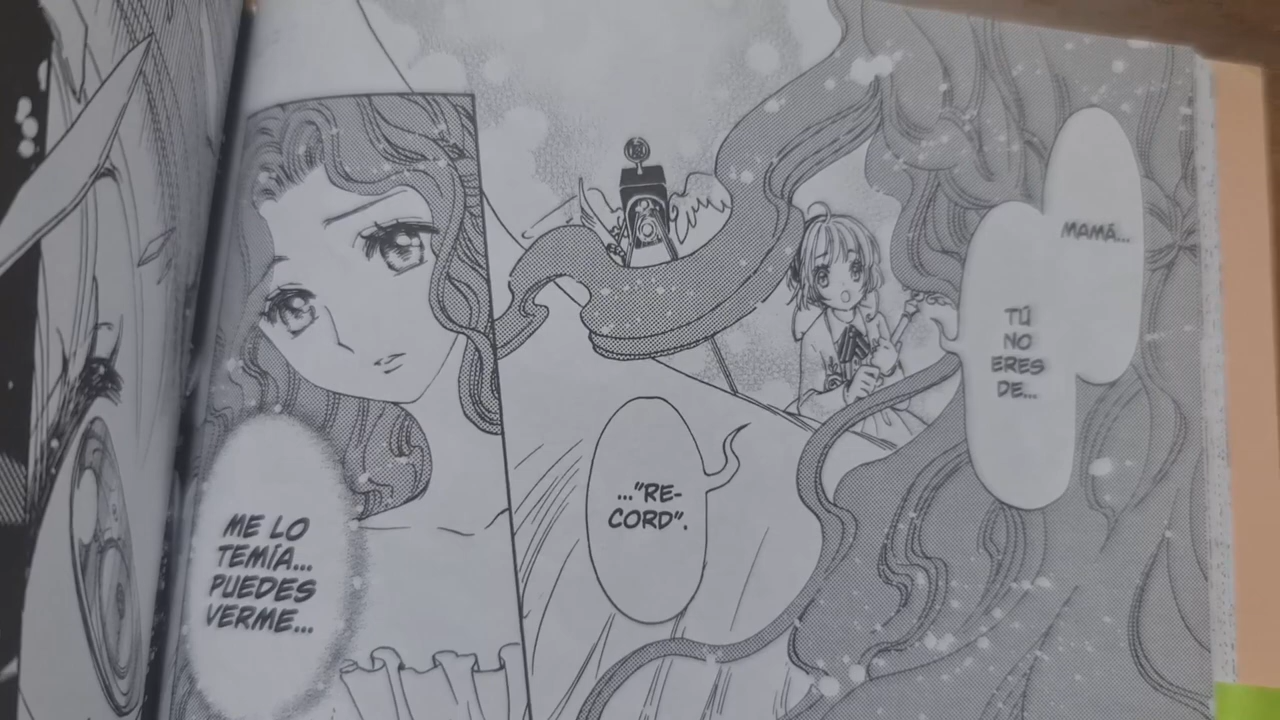 MAMÁ...
TÚ
NO
ERES
DE...
..."RE-
CORD".
ME LO
TEMÍA...
PUEDES
VERME...